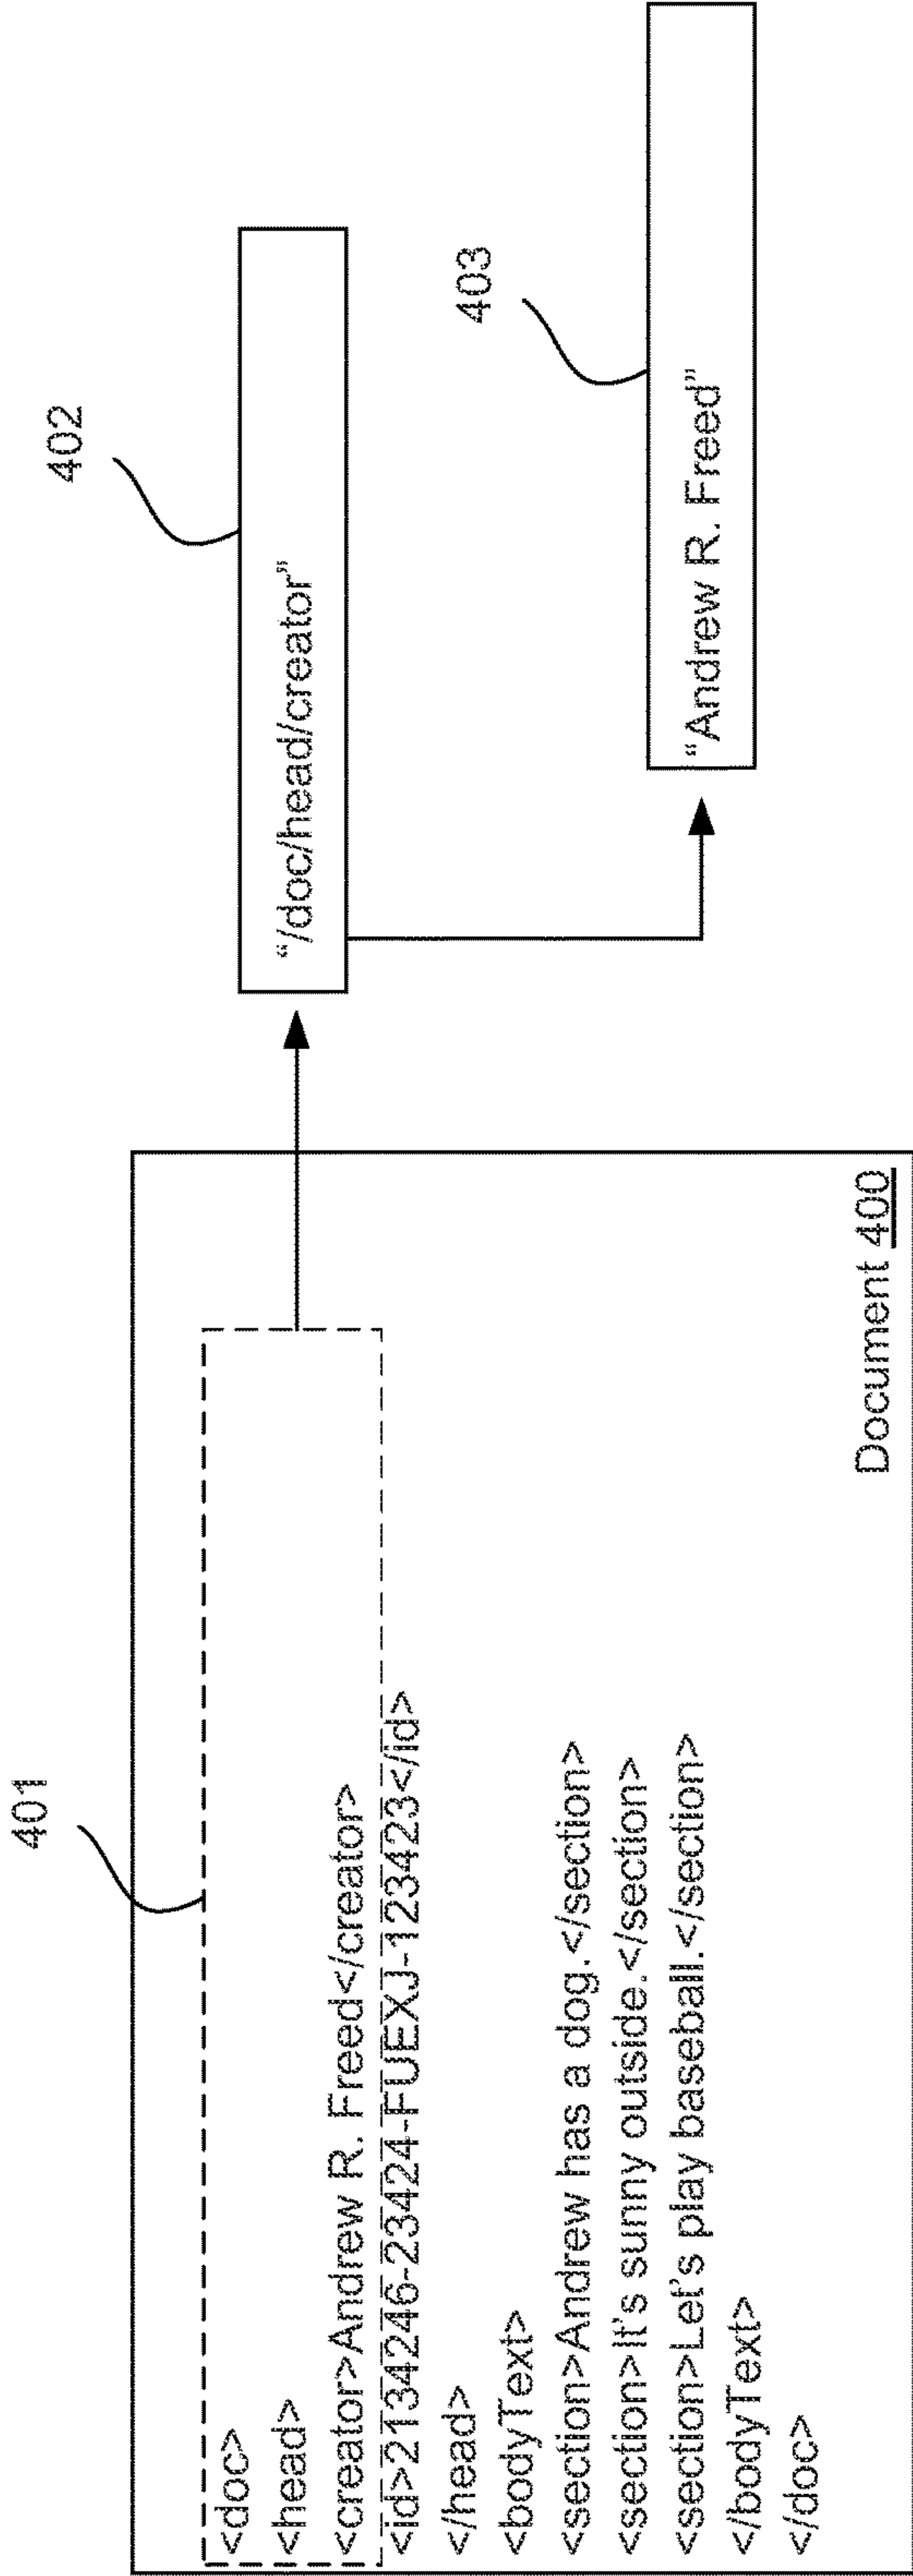 401
<doc>
<head>
<creator>Andrew R. Freed</creator>
<id>2134246-23424-FUEXJ-123423</id>
</head>
<bodyText>
<section>Andrew has a dog.</section>
<section>It's sunny outside.</section>
<section>Let's play baseball.</section>
</bodyText>
</doc>
Document 400
402
“/doc/head/creator”
403
“Andrew R. Freed”